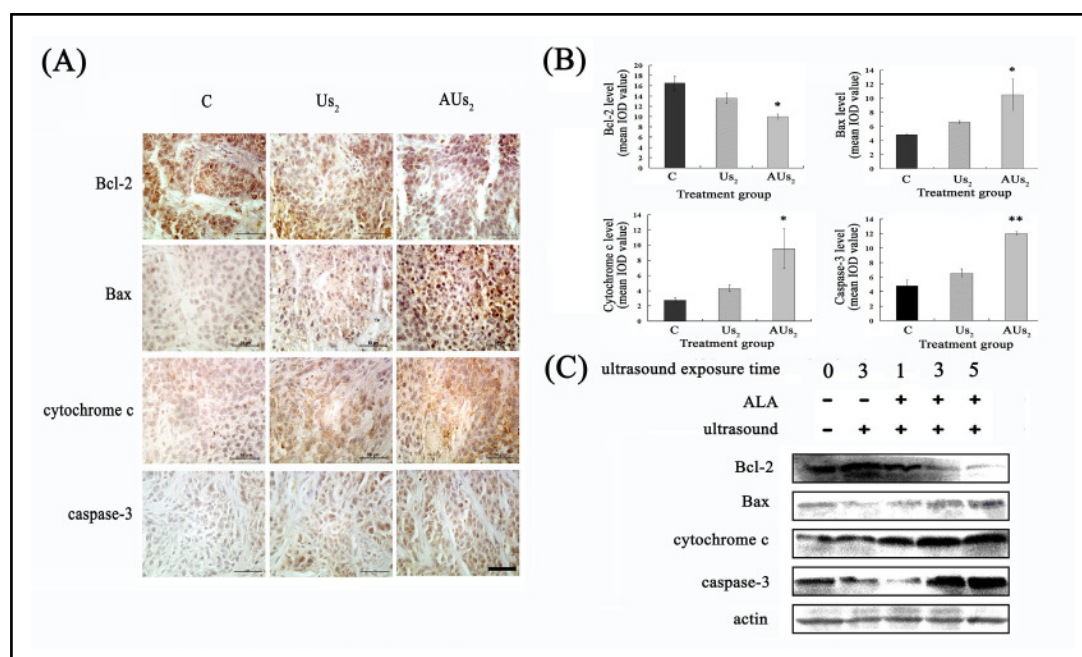 (A)
C Us₂ AUs₂
Bcl-2
Bax
cytochrome c
caspase-3
(B)
Bcl-2 level
(mean IOD value)
20
18
16
14
12
10
8
6
4
2
0
*
C Us₂ AUs₂
Treatment group
Bax level
(mean IOD value)
14
12
10
8
6
4
2
0
*
C Us₂ AUs₂
Treatment group
Cytochrome c level
(mean IOD value)
14
12
10
8
6
4
2
0
*
C Us₂ AUs₂
Treatment group
Caspase-3 level
(mean IOD value)
14
12
10
8
6
4
2
0
**
C Us₂ AUs₂
Treatment group
(C)
ultrasound exposure time 0 3 1 3 5
ALA - - + + +
ultrasound - + + + +
Bcl-2
Bax
cytochrome c
caspase-3
actin